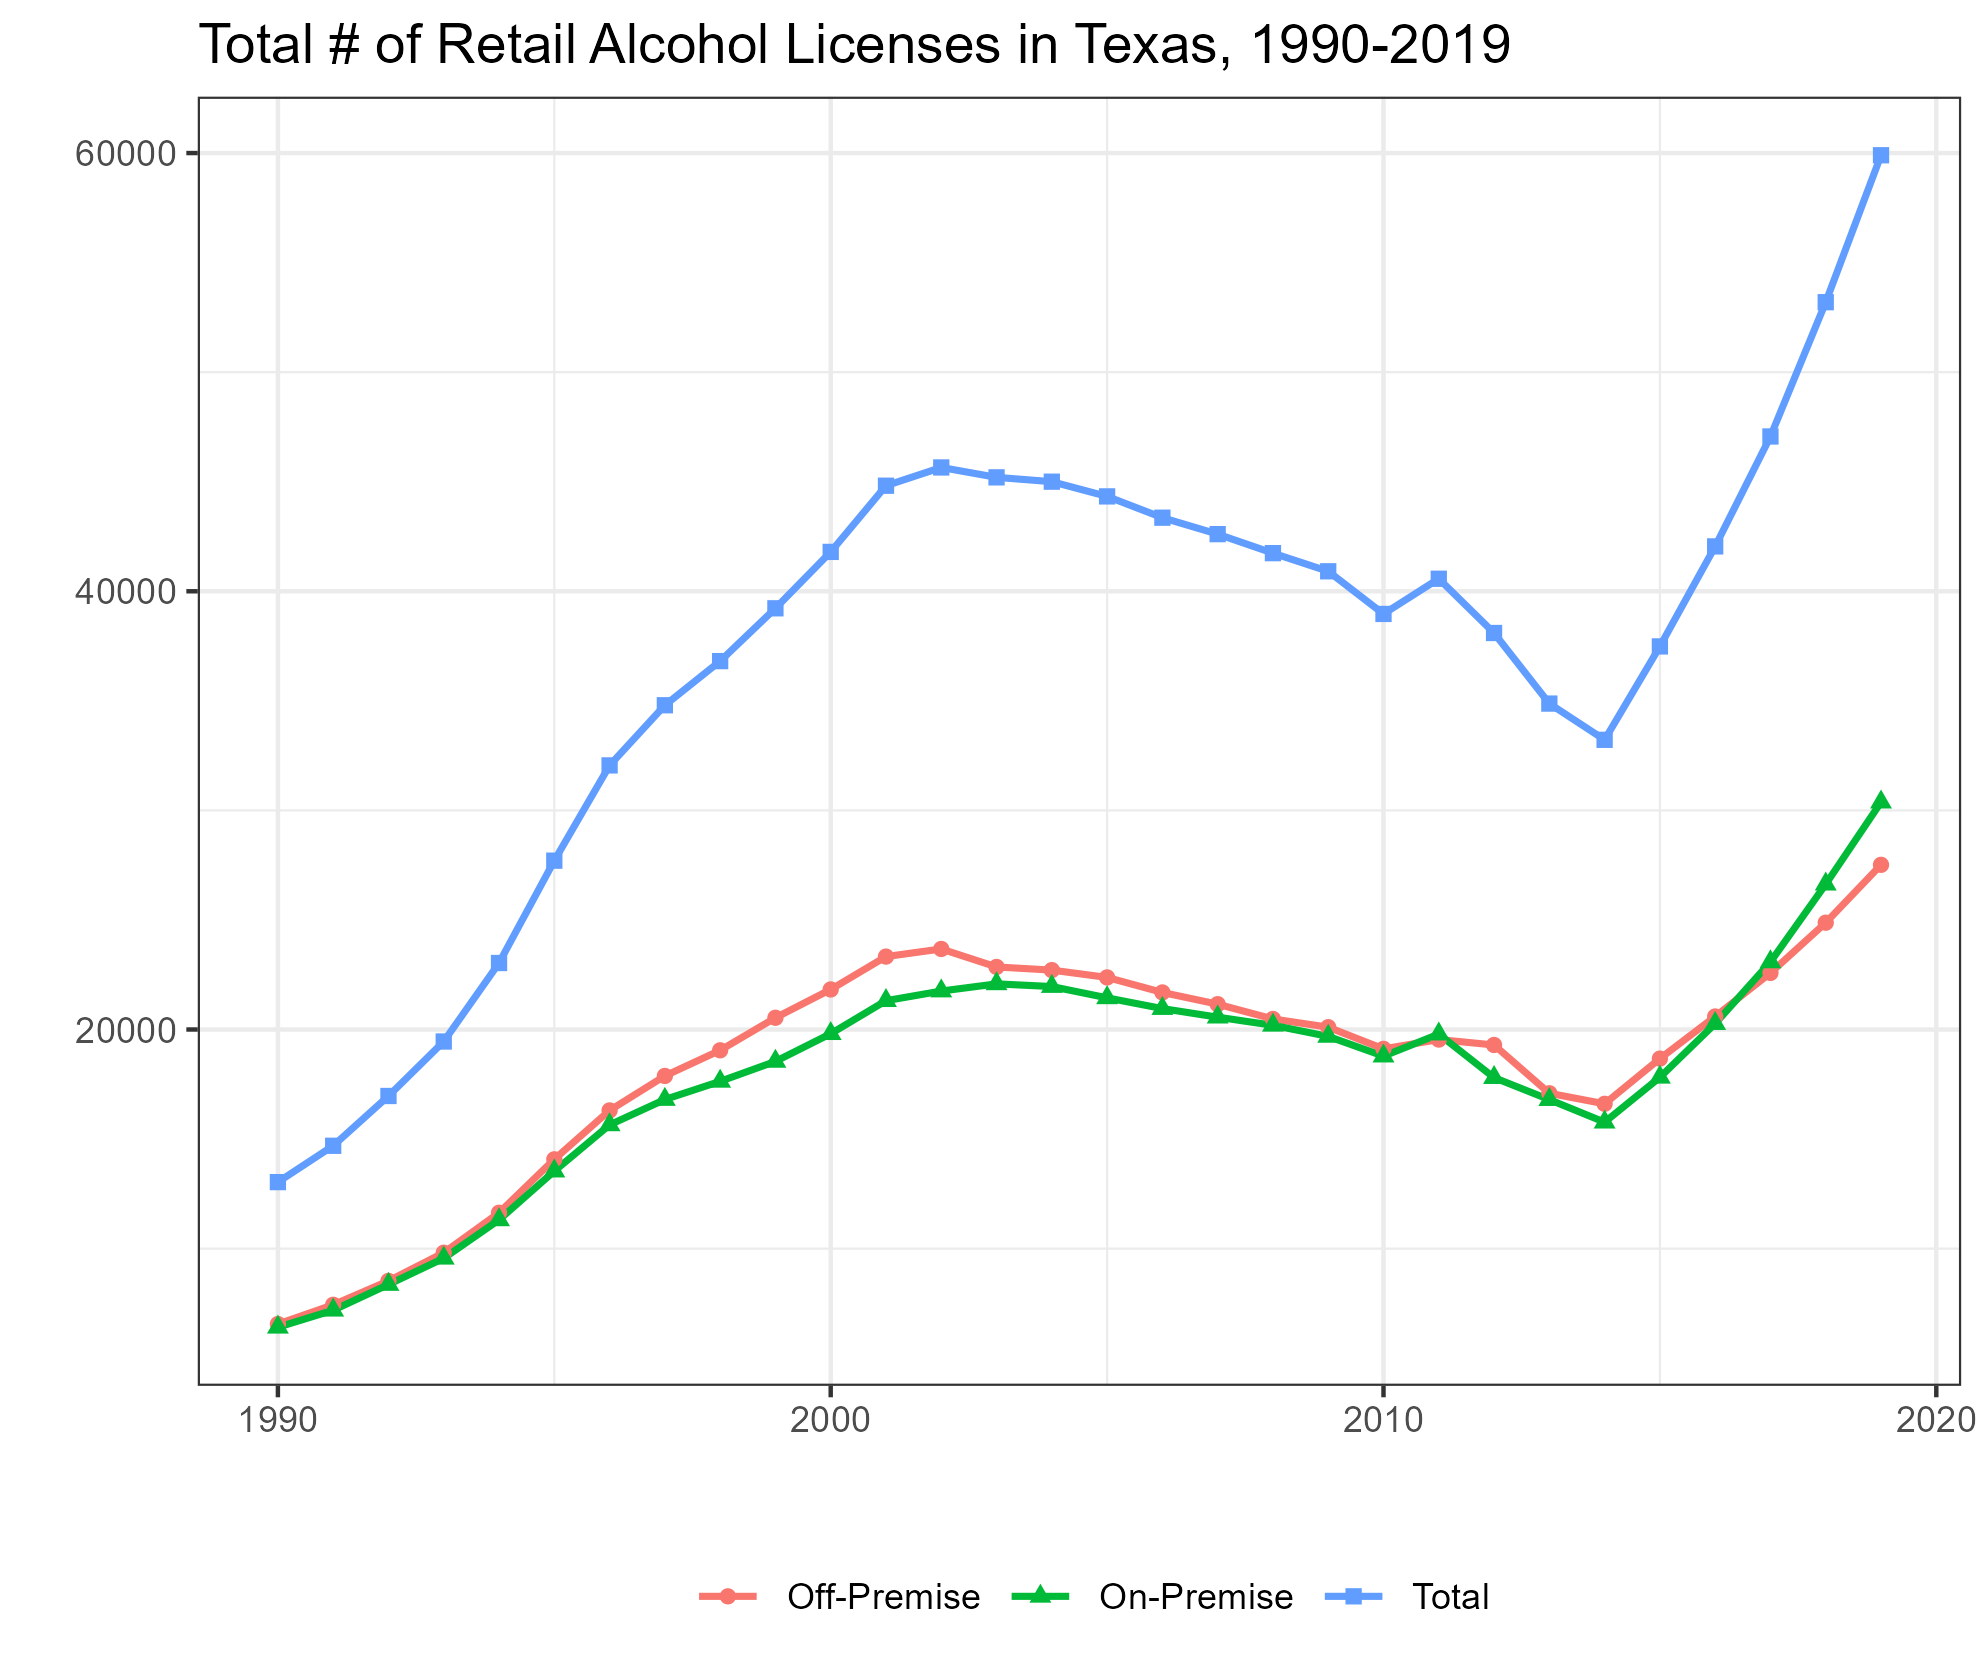 Total # of Retail Alcohol Licenses in Texas, 1990-2019
60000
40000
20000
1990 2000 2010 2020
Off-Premise On-Premise Total